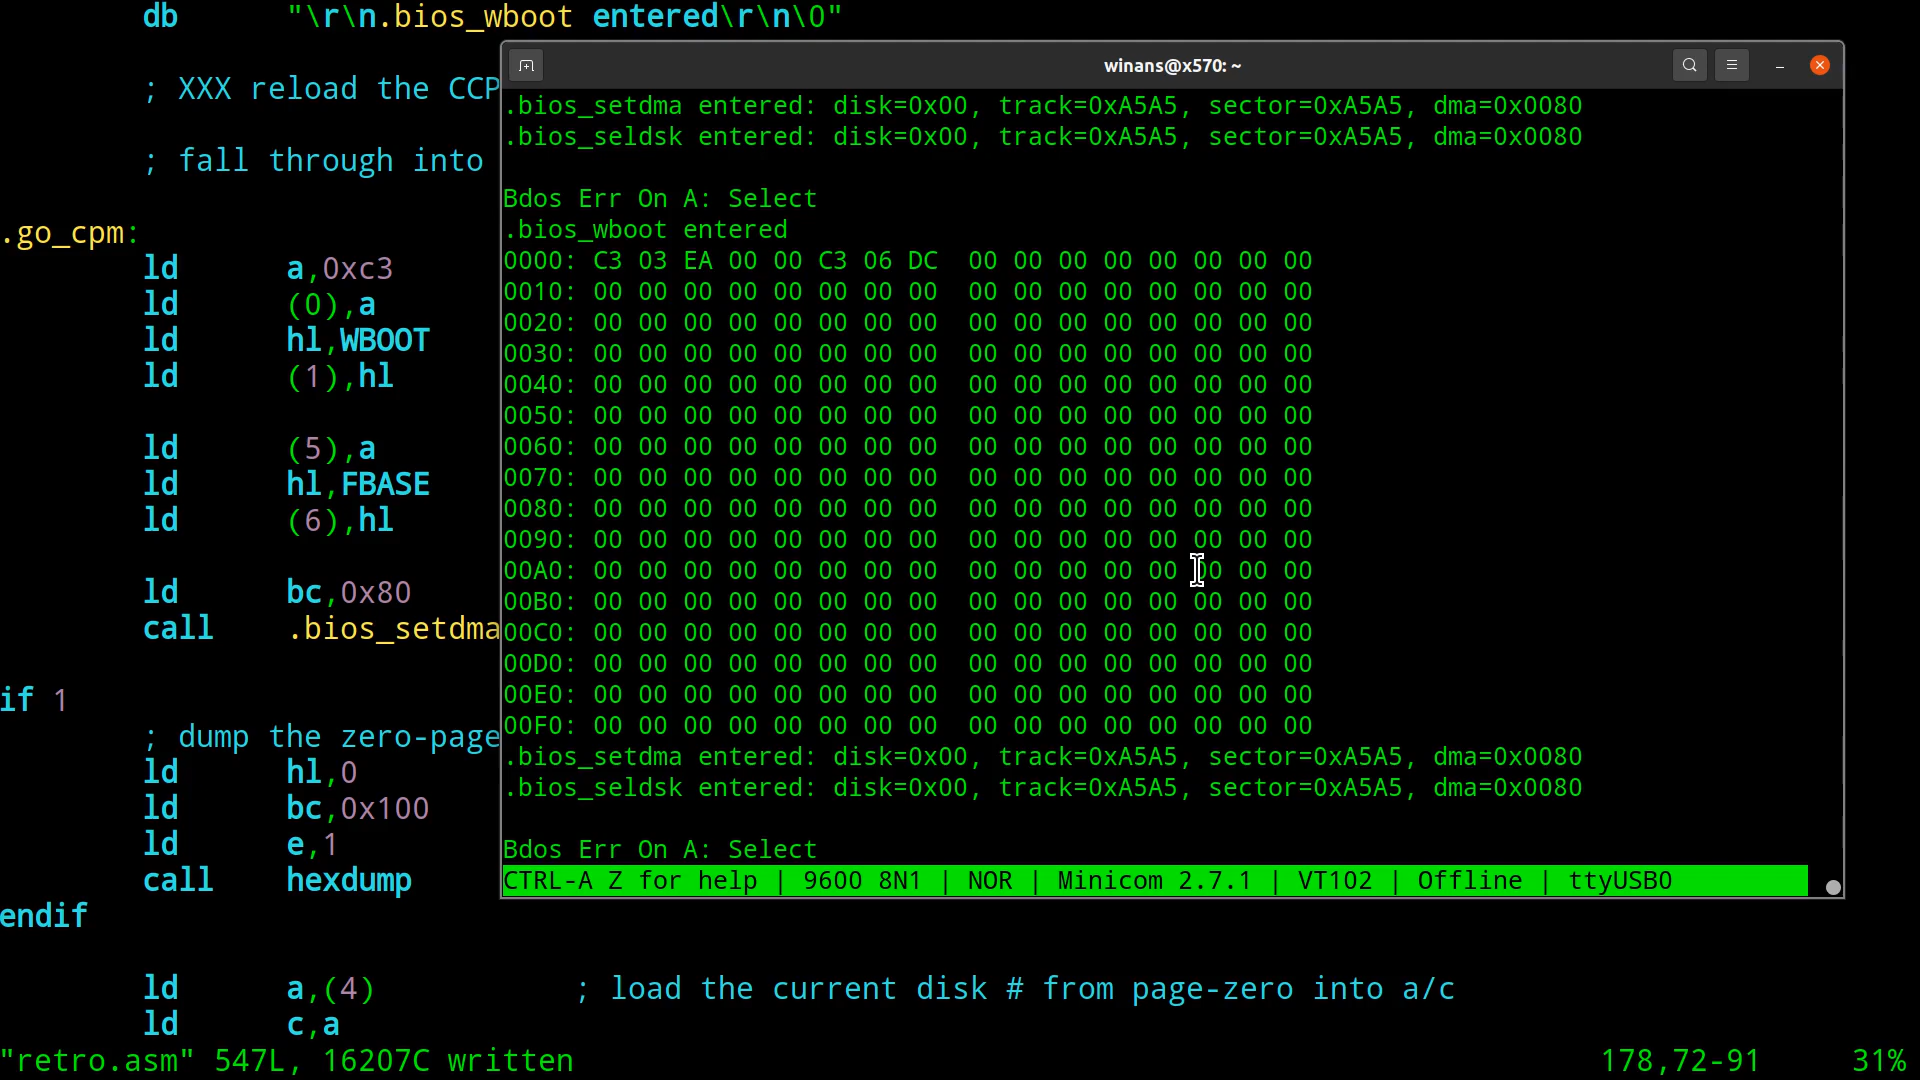 db "\r\n.bios_wboot entered\r\n\0"
; XXX reload the CCP
; fall through into
.go_cpm:
ld a,0xc3
ld (0),a
ld hl,WBOOT
ld (1),hl
ld (5),a
ld hl,FBASE
ld (6),hl
ld bc,0x80
call .bios_setdma
if 1
; dump the zero-page
ld hl,0
ld bc,0x100
ld e,1
call hexdump
endif
ld a,(4) ; load the current disk # from page-zero into a/c
ld c,a
"retro.asm" 547L, 16207C written 178,72-91 31%
winans@x570: ~
.bios_setdma entered: disk=0x00, track=0xA5A5, sector=0xA5A5, dma=0x0080
.bios_seldsk entered: disk=0x00, track=0xA5A5, sector=0xA5A5, dma=0x0080
Bdos Err On A: Select
.bios_wboot entered
0000: C3 03 EA 00 00 C3 06 DC 00 00 00 00 00 00 00 00
0010: 00 00 00 00 00 00 00 00 00 00 00 00 00 00 00 00
0020: 00 00 00 00 00 00 00 00 00 00 00 00 00 00 00 00
0030: 00 00 00 00 00 00 00 00 00 00 00 00 00 00 00 00
0040: 00 00 00 00 00 00 00 00 00 00 00 00 00 00 00 00
0050: 00 00 00 00 00 00 00 00 00 00 00 00 00 00 00 00
0060: 00 00 00 00 00 00 00 00 00 00 00 00 00 00 00 00
0070: 00 00 00 00 00 00 00 00 00 00 00 00 00 00 00 00
0080: 00 00 00 00 00 00 00 00 00 00 00 00 00 00 00 00
0090: 00 00 00 00 00 00 00 00 00 00 00 00 00 00 00 00
00A0: 00 00 00 00 00 00 00 00 00 00 00 00 00 00 00 00
00B0: 00 00 00 00 00 00 00 00 00 00 00 00 00 00 00 00
00C0: 00 00 00 00 00 00 00 00 00 00 00 00 00 00 00 00
00D0: 00 00 00 00 00 00 00 00 00 00 00 00 00 00 00 00
00E0: 00 00 00 00 00 00 00 00 00 00 00 00 00 00 00 00
00F0: 00 00 00 00 00 00 00 00 00 00 00 00 00 00 00 00
.bios_setdma entered: disk=0x00, track=0xA5A5, sector=0xA5A5, dma=0x0080
.bios_seldsk entered: disk=0x00, track=0xA5A5, sector=0xA5A5, dma=0x0080
Bdos Err On A: Select
CTRL-A Z for help | 9600 8N1 | NOR | Minicom 2.7.1 | VT102 | Offline | ttyUSB0